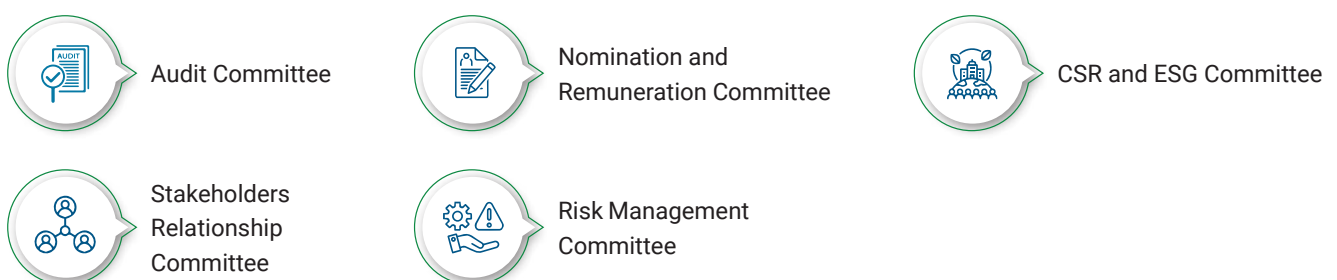 AUDIT
Audit Committee
Nomination and
Remuneration Committee
CSR and ESG Committee
Stakeholders
Relationship
Committee
Risk Management
Committee